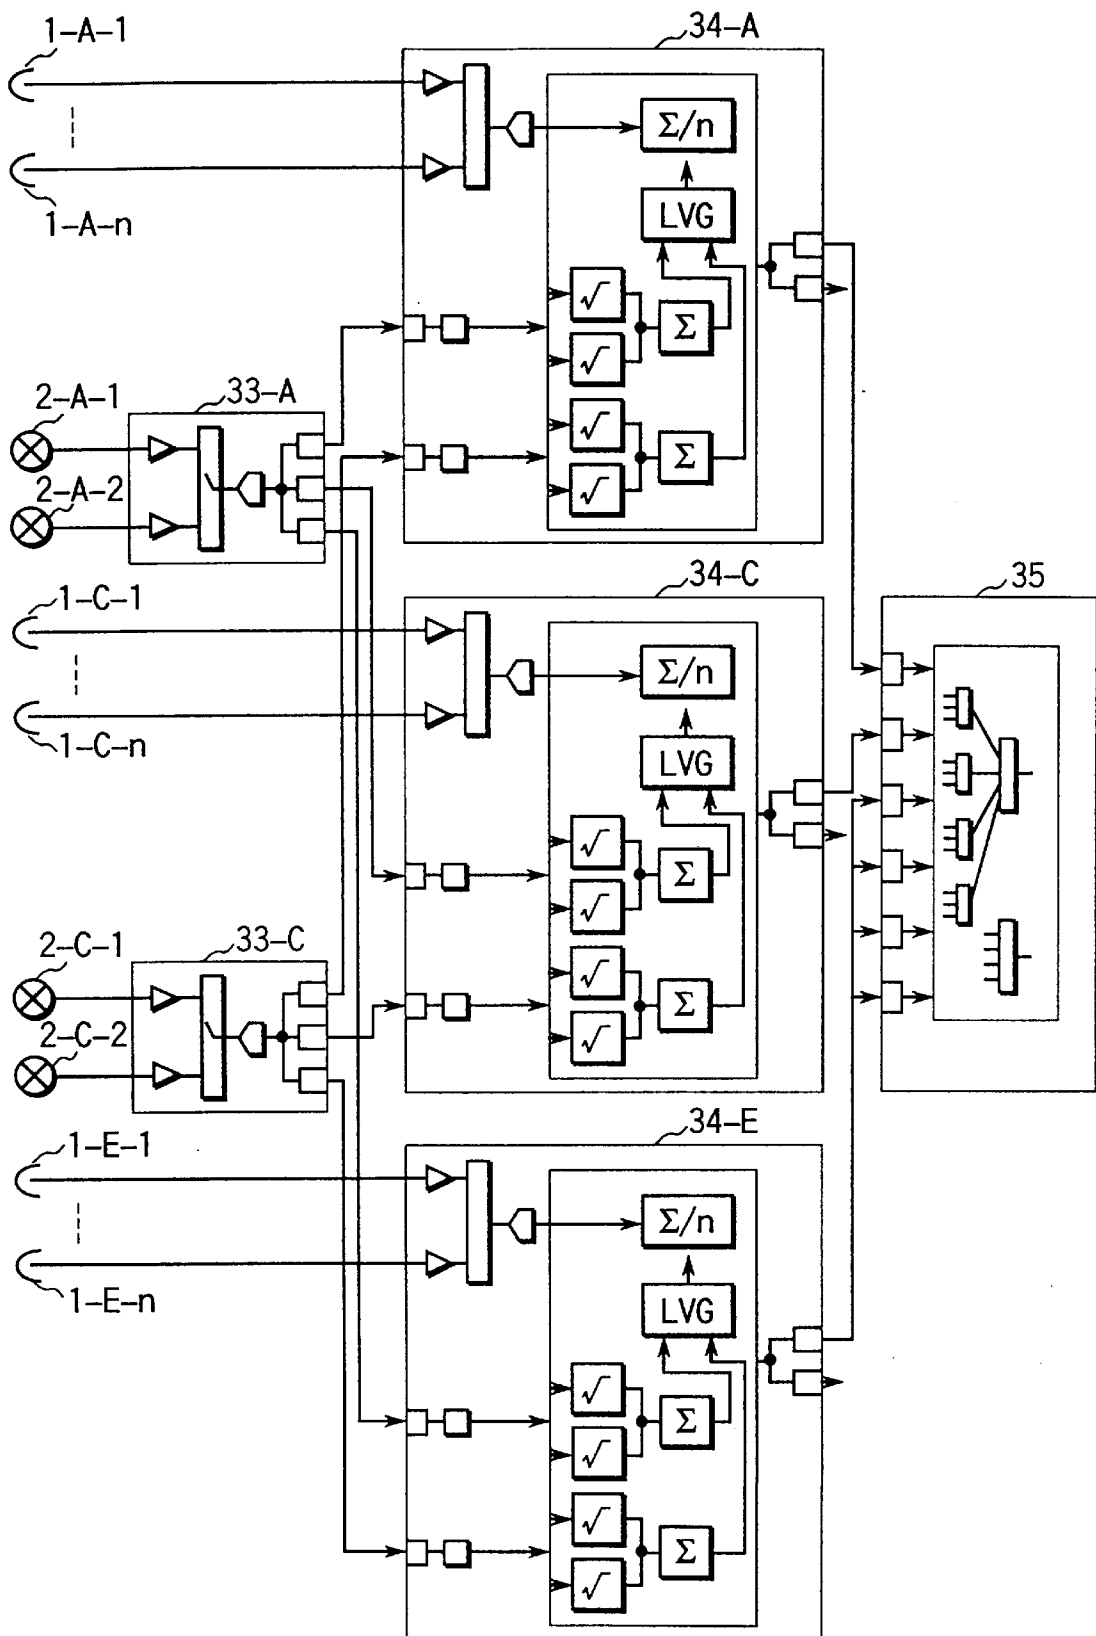 1-A-1
34-A
Σ/n
1-A-n
LVG
√
Σ
√
2-A-1
33-A
√
Σ
2-A-2
√
1-C-1
34-C
35
Σ/n
1-C-n
LVG
√
Σ
√
2-C-1
33-C
√
Σ
2-C-2
√
1-E-1
34-E
Σ/n
1-E-n
LVG
√
Σ
√
√
Σ
√